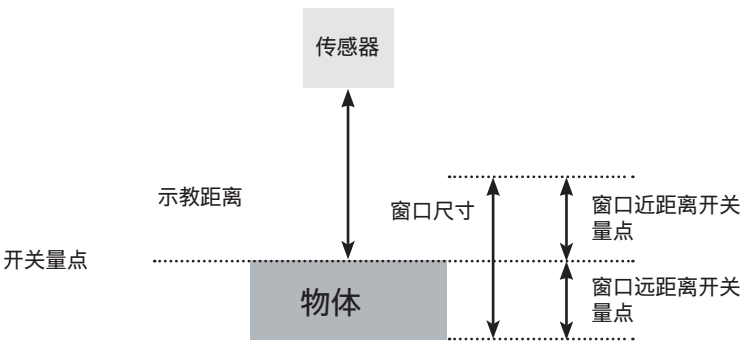 传感器
示教距离
窗口尺寸
窗口近距离开关
量点
开关量点
物体
窗口远距离开关
量点